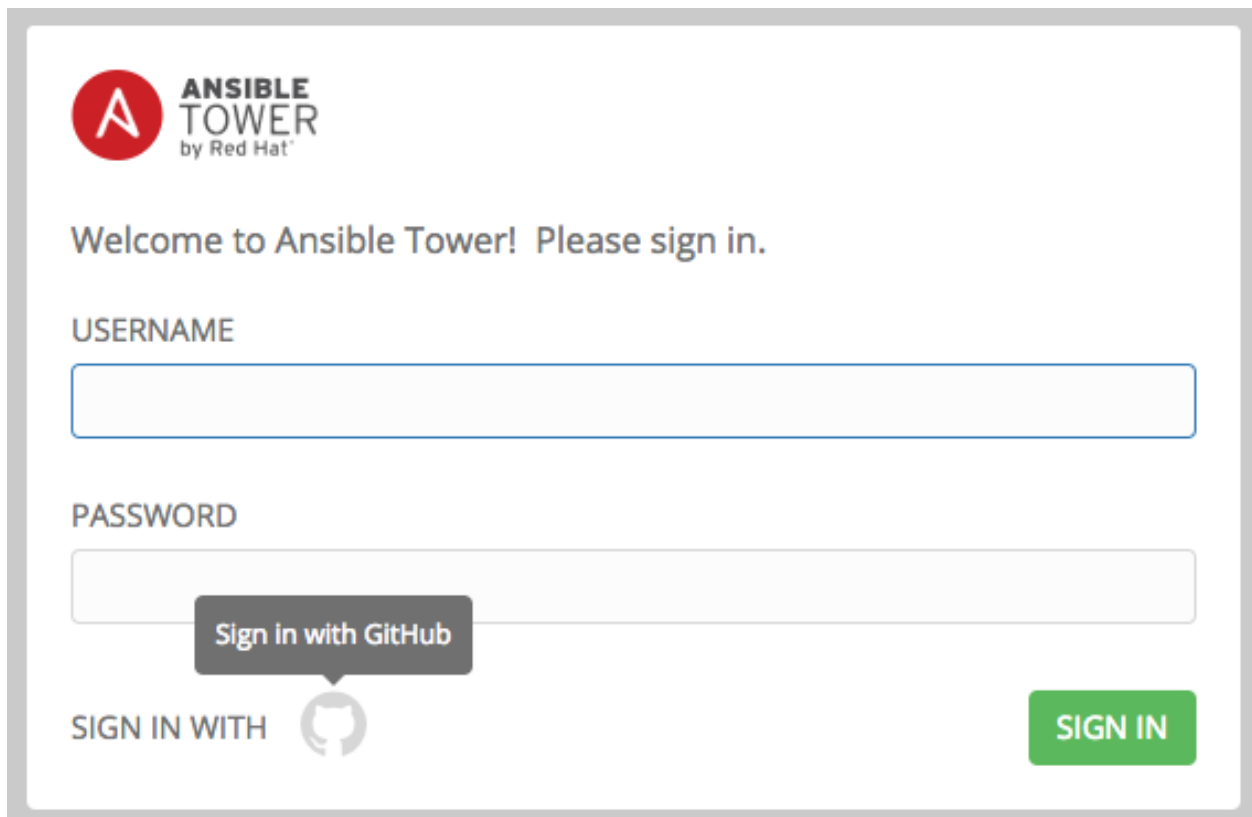 ANSIBLE
TOWER
by Red Hat®
Welcome to Ansible Tower! Please sign in.
USERNAME
PASSWORD
Sign in with GitHub
SIGN IN WITH
SIGN IN